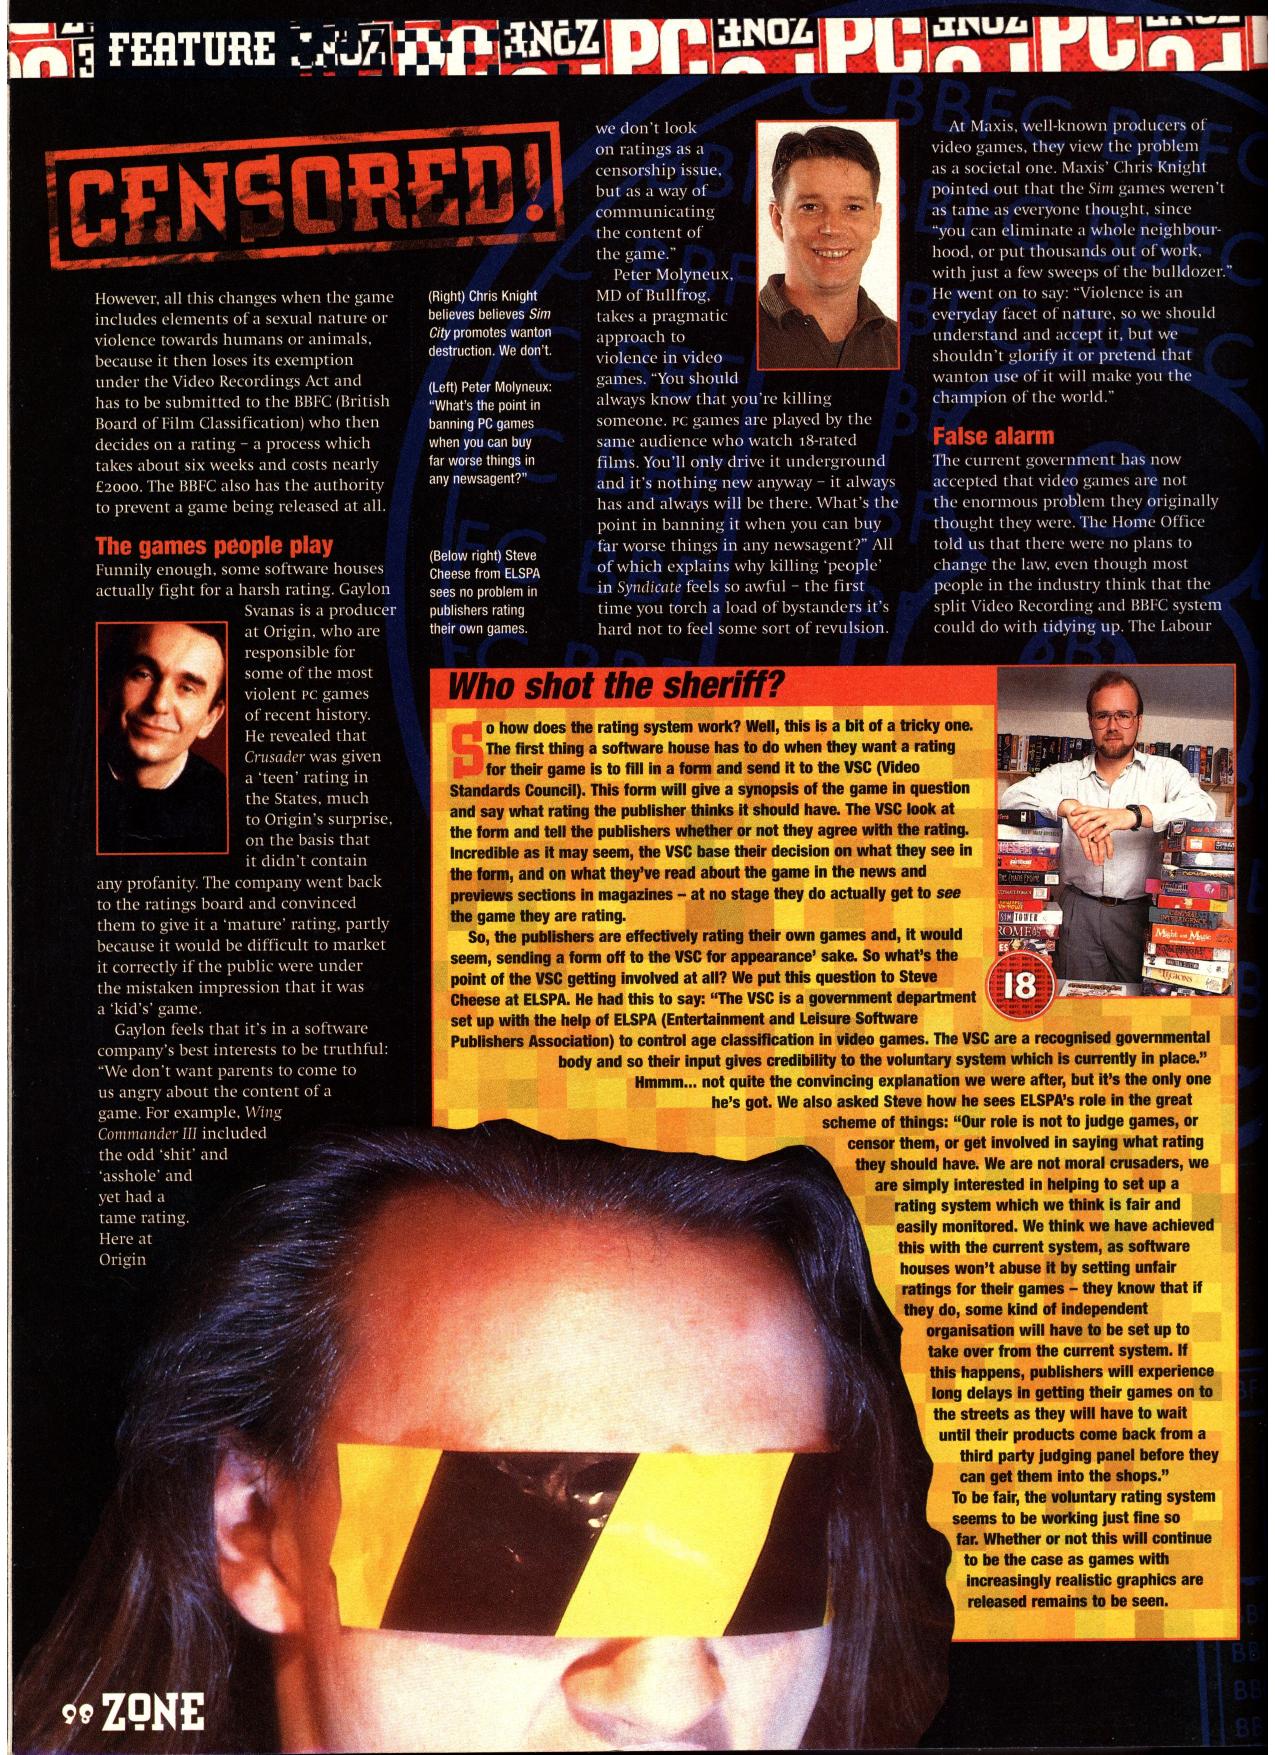 FEATURE
PC ZONE PC ZONE PC ZONE PC ZONE
CENSORED!
However, all this changes when the game
includes elements of a sexual nature or
violence towards humans or animals,
because it then loses its exemption
under the Video Recordings Act and
has to be submitted to the BBFC (British
Board of Film Classification) who then
decides on a rating – a process which
takes about six weeks and costs nearly
£2000. The BBFC also has the authority
to prevent a game being released at all.
The games people play
Funnily enough, some software houses
actually fight for a harsh rating. Gaylon
Svanas is a producer
at Origin, who are
responsible for
some of the most
violent PC games
of recent history.
He revealed that
Crusader was given
a 'teen' rating in
the States, much
to Origin's surprise,
on the basis that
it didn't contain
any profanity. The company went back
to the ratings board and convinced
them to give it a 'mature' rating, partly
because it would be difficult to market
it correctly if the public were under
the mistaken impression that it was
a 'kid's' game.
Gaylon feels that it's in a software
company's best interests to be truthful:
“We don't want parents to come to
us angry about the content of a
game. For example, Wing
Commander III included
the odd 'shit' and
'asshole' and
yet had a
tame rating.
Here at
Origin
(Right) Chris Knight
believes believes Sim
City promotes wanton
destruction. We don't.
(Left) Peter Molyneux:
“What's the point in
banning PC games
when you can buy
far worse things in
any newsagent?”
(Below right) Steve
Cheese from ELSPA
sees no problem in
publishers rating
their own games.
we don't look
on ratings as a
censorship issue,
but as a way of
communicating
the content of
the game.”
Peter Molyneux,
MD of Bullfrog,
takes a pragmatic
approach to
violence in video
games. “You should
always know that you're killing
someone. PC games are played by the
same audience who watch 18-rated
films. You'll only drive it underground
and it's nothing new anyway – it always
has and always will be there. What's the
point in banning it when you can buy
far worse things in any newsagent?” All
of which explains why killing 'people'
in Syndicate feels so awful – the first
time you torch a load of bystanders it's
hard not to feel some sort of revulsion.
At Maxis, well-known producers of
video games, they view the problem
as a societal one. Maxis' Chris Knight
pointed out that the Sim games weren't
as tame as everyone thought, since
“you can eliminate a whole neighbour-
hood, or put thousands out of work,
with just a few sweeps of the bulldozer.”
He went on to say: “Violence is an
everyday facet of nature, so we should
understand and accept it, but we
shouldn't glorify it or pretend that
wanton use of it will make you the
champion of the world.”
False alarm
The current government has now
accepted that video games are not
the enormous problem they originally
thought they were. The Home Office
told us that there were no plans to
change the law, even though most
people in the industry think that the
split Video Recording and BBFC system
could do with tidying up. The Labour
Who shot the sheriff?
So how does the rating system work? Well, this is a bit of a tricky one.
The first thing a software house has to do when they want a rating
for their game is to fill in a form and send it to the VSC (Video
Standards Council). This form will give a synopsis of the game in question
and say what rating the publisher thinks it should have. The VSC look at
the form and tell the publishers whether or not they agree with the rating.
Incredible as it may seem, the VSC base their decision on what they see in
the form, and on what they've read about the game in the news and
previews sections in magazines – at no stage they do actually get to see
the game they are rating.
So, the publishers are effectively rating their own games and, it would
seem, sending a form off to the VSC for appearance' sake. So what's the
point of the VSC getting involved at all? We put this question to Steve
Cheese at ELSPA. He had this to say: “The VSC is a government department
set up with the help of ELSPA (Entertainment and Leisure Software
Publishers Association) to control age classification in video games. The VSC are a recognised governmental
body and so their input gives credibility to the voluntary system which is currently in place.”
Hmmm... not quite the convincing explanation we were after, but it's the only one
he's got. We also asked Steve how he sees ELSPA's role in the great
scheme of things: “Our role is not to judge games, or
censor them, or get involved in saying what rating
they should have. We are not moral crusaders, we
are simply interested in helping to set up a
rating system which we think is fair and
easily monitored. We think we have achieved
this with the current system, as software
houses won't abuse it by setting unfair
ratings for their games – they know that if
they do, some kind of independent
organisation will have to be set up to
take over from the current system. If
this happens, publishers will experience
long delays in getting their games on to
the streets as they will have to wait
until their products come back from a
third party judging panel before they
can get them into the shops.”
To be fair, the voluntary rating system
seems to be working just fine so
far. Whether or not this will continue
to be the case as games with
increasingly realistic graphics are
released remains to be seen.
SIM TOWER
Might and Magic
LEGIONS
18
98 ZONE